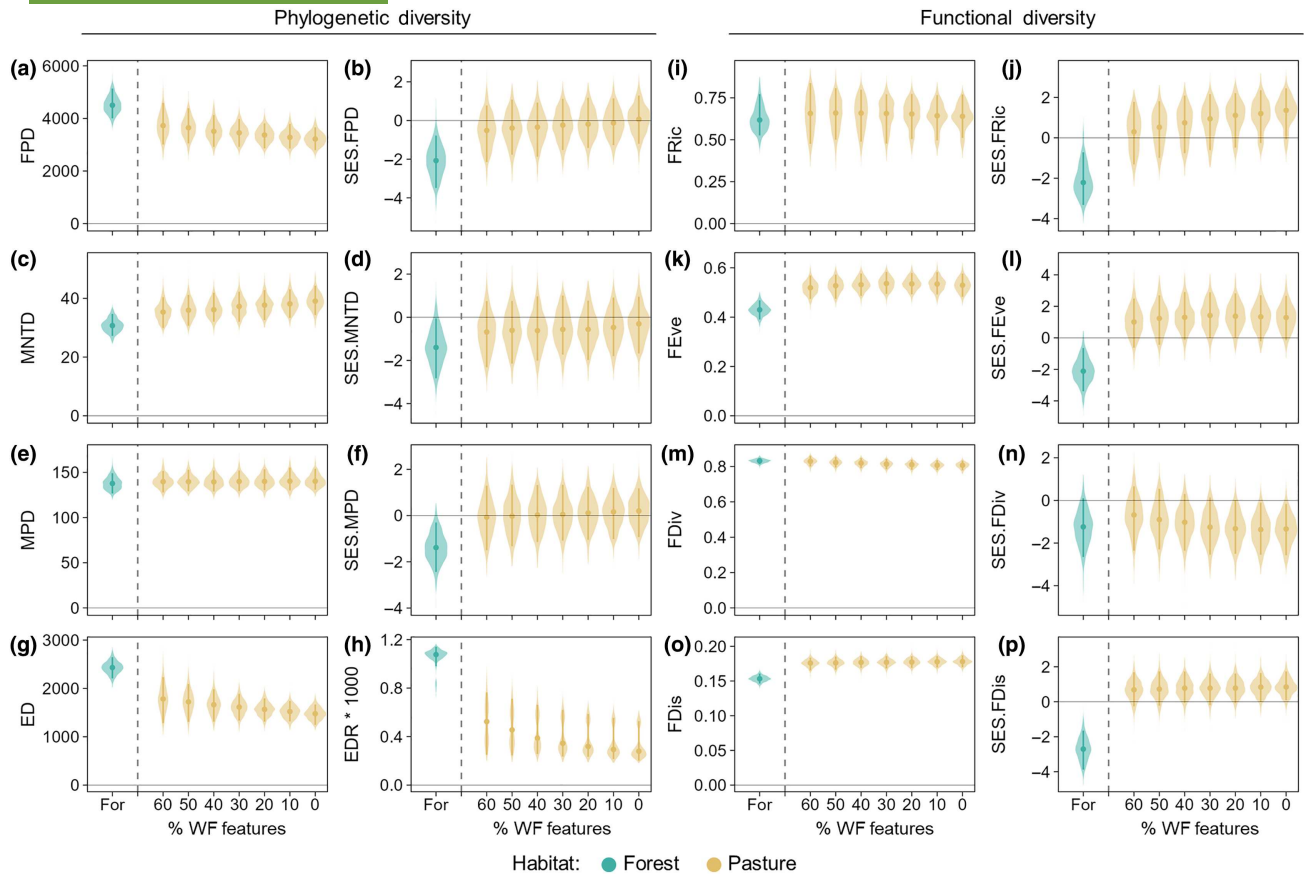 Phylogenetic diversity
Functional diversity
(a)
FPD
6000
4000
2000
0
(b)
SES.FPD
2
0
−2
−4
(i)
FRic
0.75
0.50
0.25
0.00
(j)
SES.FRic
2
0
−2
−4
(c)
MNTD
40
20
0
(d)
SES.MNTD
2
0
−2
−4
(k)
FEve
0.6
0.4
0.2
0.0
(l)
SES.FEve
4
2
0
−2
−4
(e)
MPD
150
100
50
0
(f)
SES.MPD
2
0
−2
−4
(m)
FDiv
0.8
0.6
0.4
0.2
0.0
(n)
SES.FDiv
2
0
−2
−4
(g)
ED
3000
2000
1000
0
For 60 50 40 30 20 10 0
% WF features
(h)
EDR * 1000
1.2
0.8
0.4
0.0
For 60 50 40 30 20 10 0
% WF features
(o)
FDis
0.20
0.15
0.10
0.05
0.00
For 60 50 40 30 20 10 0
% WF features
(p)
SES.FDis
2
0
−2
−4
For 60 50 40 30 20 10 0
% WF features
Habitat: Forest Pasture